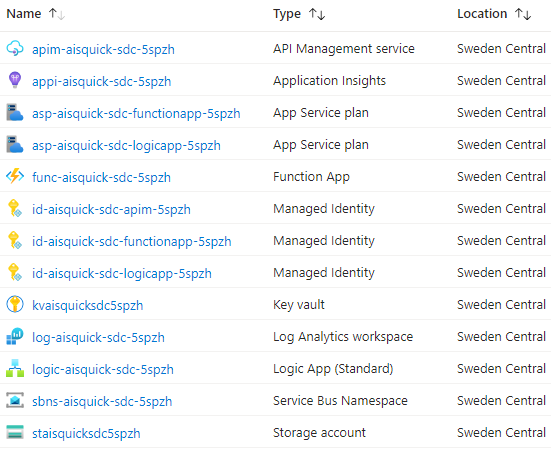 Name ↑↓ Type ↑↓ Location ↑↓
apim-aisquick-sdc-5spzh API Management service Sweden Central
appi-aisquick-sdc-5spzh Application Insights Sweden Central
asp-aisquick-sdc-functionapp-5spzh App Service plan Sweden Central
asp-aisquick-sdc-logicapp-5spzh App Service plan Sweden Central
func-aisquick-sdc-5spzh Function App Sweden Central
id-aisquick-sdc-apim-5spzh Managed Identity Sweden Central
id-aisquick-sdc-functionapp-5spzh Managed Identity Sweden Central
id-aisquick-sdc-logicapp-5spzh Managed Identity Sweden Central
kvaisquicksdc5spzh Key vault Sweden Central
log-aisquick-sdc-5spzh Log Analytics workspace Sweden Central
logic-aisquick-sdc-5spzh Logic App (Standard) Sweden Central
sbns-aisquick-sdc-5spzh Service Bus Namespace Sweden Central
staisquicksdc5spzh Storage account Sweden Central